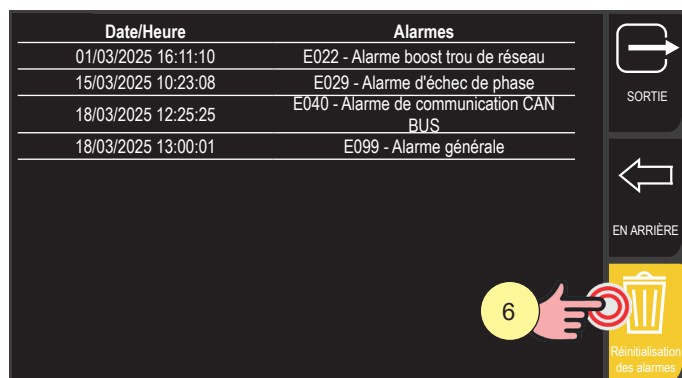 Date/Heure Alarmes
01/03/2025 16:11:10 E022 - Alarme boost trou de réseau
15/03/2025 10:23:08 E029 - Alarme d'échec de phase
18/03/2025 12:25:25 E040 - Alarme de communication CAN
BUS
18/03/2025 13:00:01 E099 - Alarme générale
SORTIE
EN ARRIÈRE
6
Réinitialisation
des alarmes